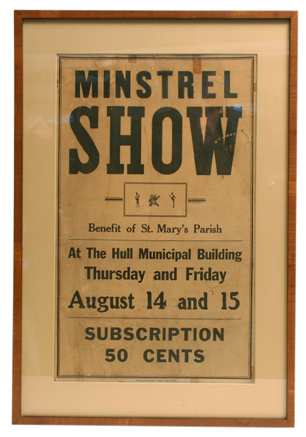 MINSTREL
SHOW
Benefit of St. Mary's Parish
At The Hull Municipal Building
Thursday and Friday
August 14 and 15
SUBSCRIPTION
50 CENTS